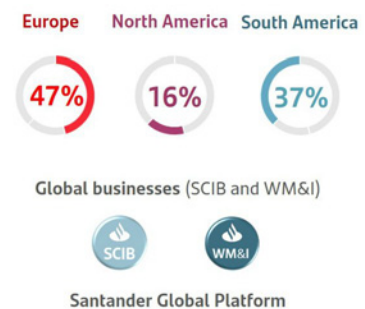 Europe North America South America
47% 16% 37%
Global businesses (SCIB and WM&I)
SCIB WM&I
Santander Global Platform